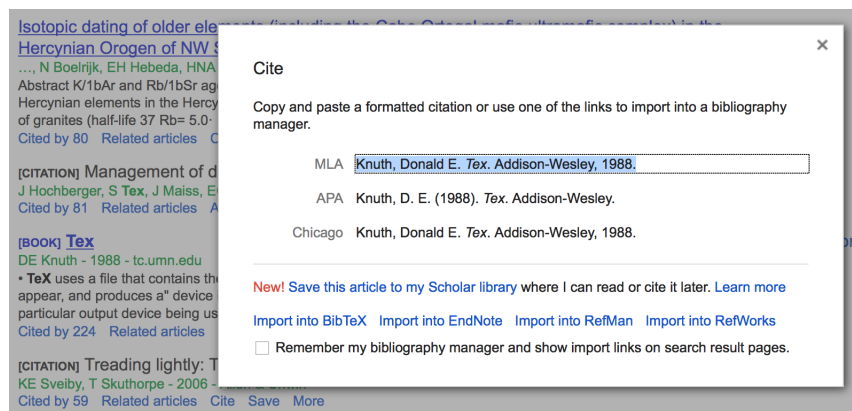 Isotopic dating of older elements (including the Cabo Ortegal mafic-ultramafic complex) in the
Hercynian Orogen of NW S
…, N Boelrijk, EH Hebeda, HNA
Abstract K/1bAr and Rb/1bSr ag
Hercynian elements in the Hercy
of granites (half-life 37 Rb= 5.0·
Cited by 80 Related articles C
[CITATION] Management of d
J Hochberger, S Tex, J Maiss, E
Cited by 81 Related articles A
[BOOK] Tex
DE Knuth - 1988 - tc.umn.edu
• TeX uses a file that contains the
appear, and produces a" device
particular output device being us
Cited by 224 Related articles
[CITATION] Treading lightly: T
KE Sveiby, T Skuthorpe - 2006 -
Cited by 59 Related articles Cite Save More
×
Cite
Copy and paste a formatted citation or use one of the links to import into a bibliography
manager.
MLA Knuth, Donald E. Tex. Addison-Wesley, 1988.
APA Knuth, D. E. (1988). Tex. Addison-Wesley.
Chicago Knuth, Donald E. Tex. Addison-Wesley, 1988.
New! Save this article to my Scholar library where I can read or cite it later. Learn more
Import into BibTeX Import into EndNote Import into RefMan Import into RefWorks
Remember my bibliography manager and show import links on search result pages.